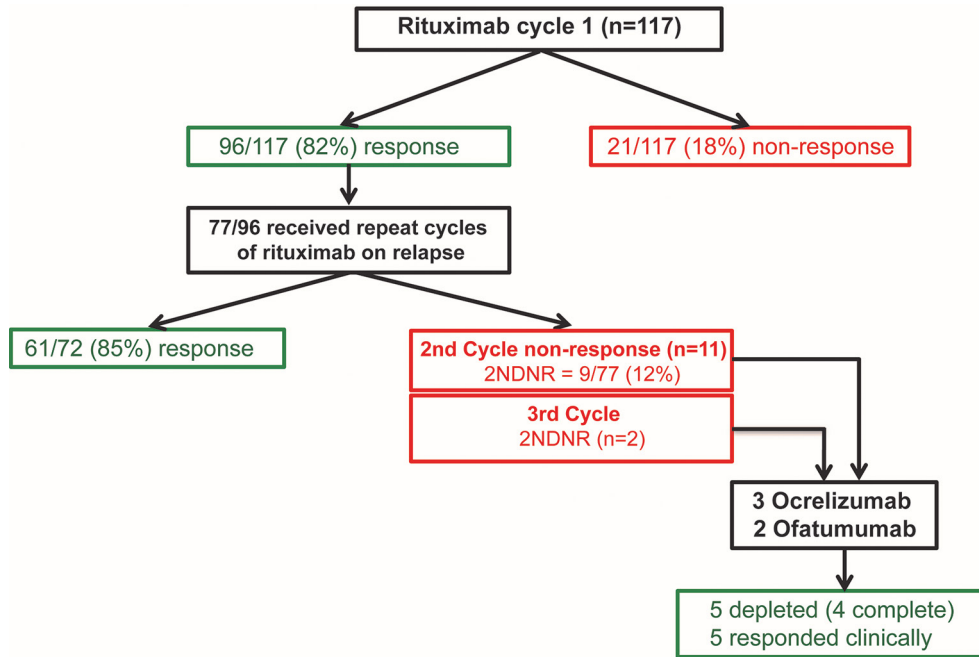 Rituximab cycle 1 (n=117)
96/117 (82%) response
21/117 (18%) non-response
77/96 received repeat cycles
of rituximab on relapse
61/72 (85%) response
2nd Cycle non-response (n=11)
2NDNR = 9/77 (12%)
3rd Cycle
2NDNR (n=2)
3 Ocrelizumab
2 Ofatumumab
5 depleted (4 complete)
5 responded clinically